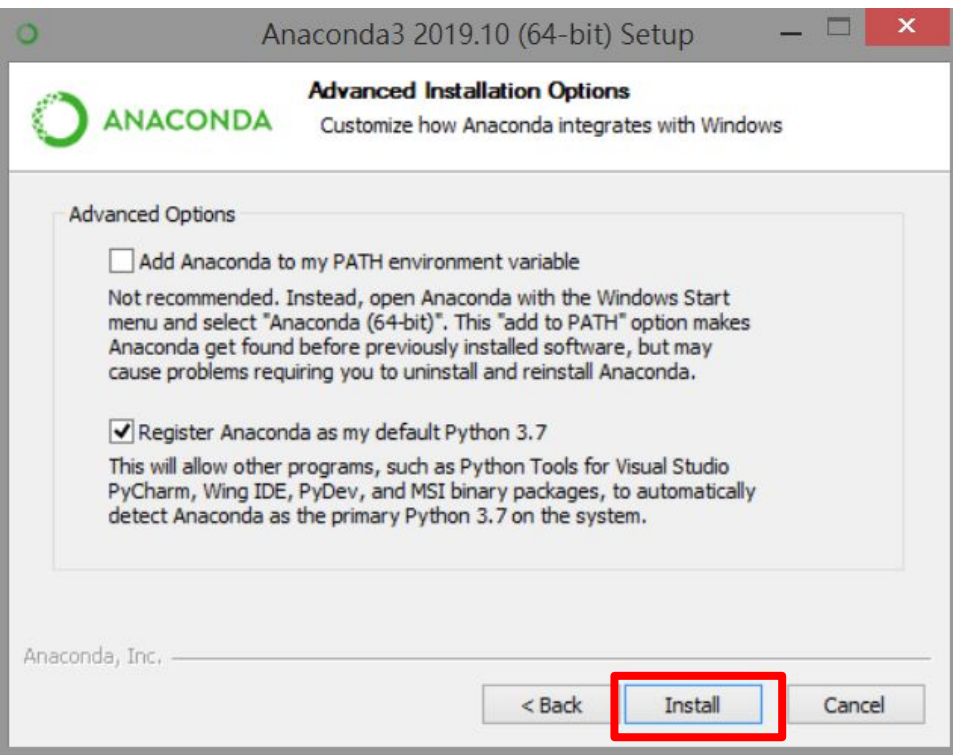 Anaconda3 2019.10 (64-bit) Setup
ANACONDA
Advanced Installation Options
Customize how Anaconda integrates with Windows
Advanced Options
Add Anaconda to my PATH environment variable
Not recommended. Instead, open Anaconda with the Windows Start
menu and select "Anaconda (64-bit)". This "add to PATH" option makes
Anaconda get found before previously installed software, but may
cause problems requiring you to uninstall and reinstall Anaconda.
Register Anaconda as my default Python 3.7
This will allow other programs, such as Python Tools for Visual Studio
PyCharm, Wing IDE, PyDev, and MSI binary packages, to automatically
detect Anaconda as the primary Python 3.7 on the system.
Anaconda, Inc.
< Back Install Cancel